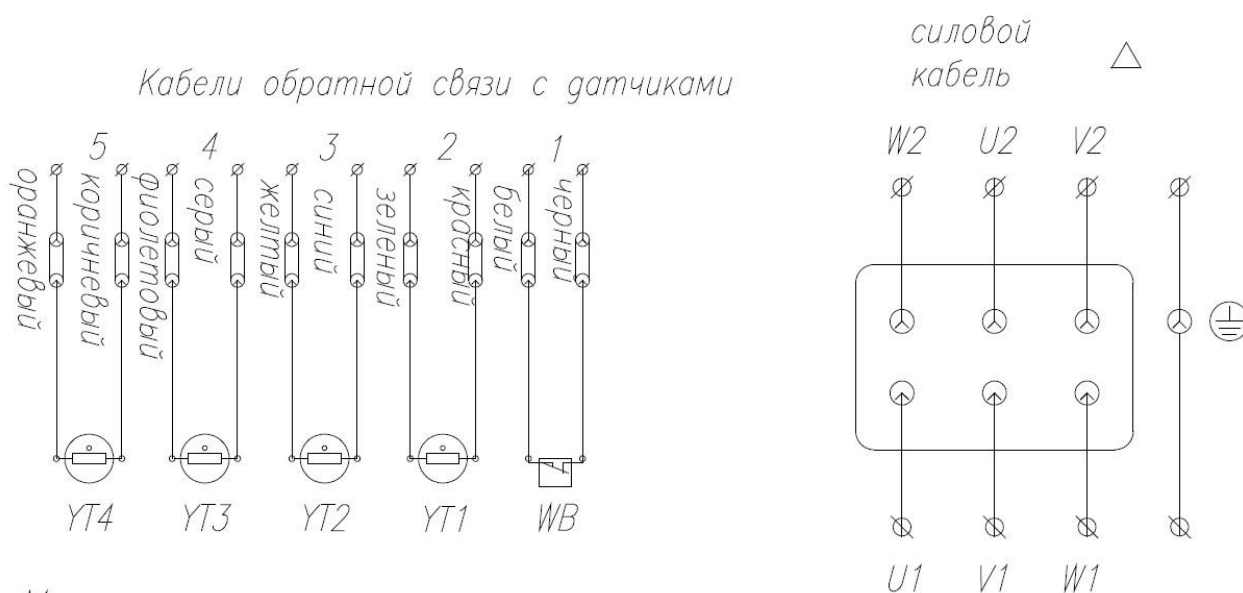 силовой
кабель
Кабели обратной связи с датчиками
5 4 3 2 1
оранжевый
коричневый
фиолетовый
серый
желтый
синий
зеленый
красный
белый
черный
YT4 YT3 YT2 YT1 WB
W2 U2 V2
U1 V1 W1